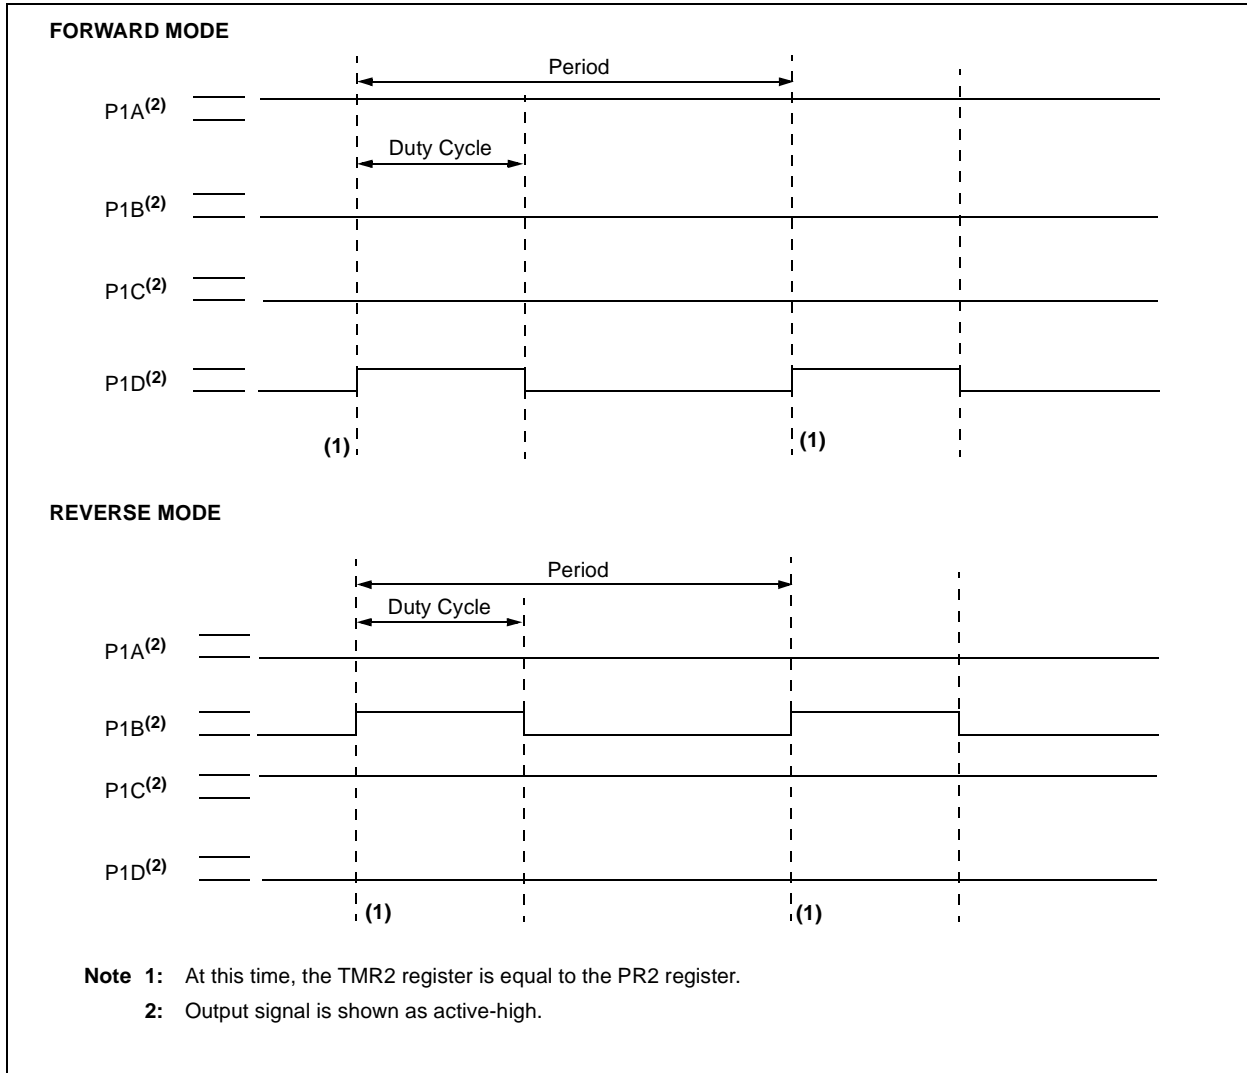 FORWARD MODE
Period
P1A(2)
Duty Cycle
P1B(2)
P1C(2)
P1D(2)
(1) (1)
REVERSE MODE
Period
Duty Cycle
P1A(2)
P1B(2)
P1C(2)
P1D(2)
(1) (1)
Note 1: At this time, the TMR2 register is equal to the PR2 register.
2: Output signal is shown as active-high.